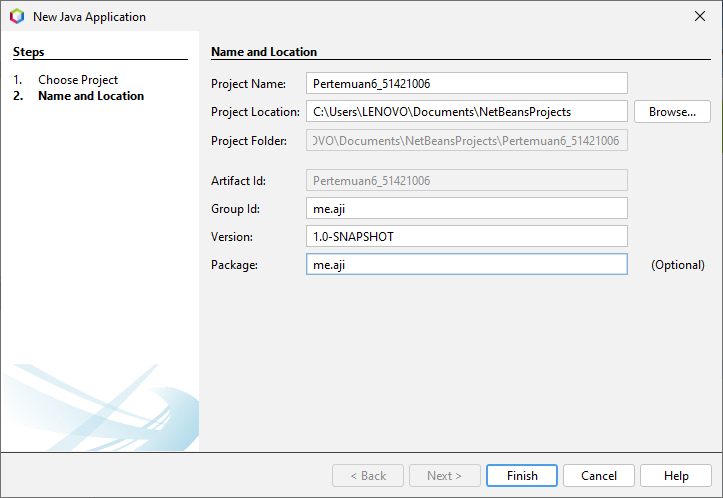 New Java Application
Steps
1. Choose Project
2. Name and Location
Name and Location
Project Name: Pertemuan6_51421006
Project Location: C:\Users\LENOVO\Documents\NetBeansProjects Browse...
Project Folder: OVO\Documents\NetBeansProjects\Pertemuan6_51421006
Artifact Id: Pertemuan6_51421006
Group Id: me.aji
Version: 1.0-SNAPSHOT
Package: me.aji (Optional)
< Back Next > Finish Cancel Help